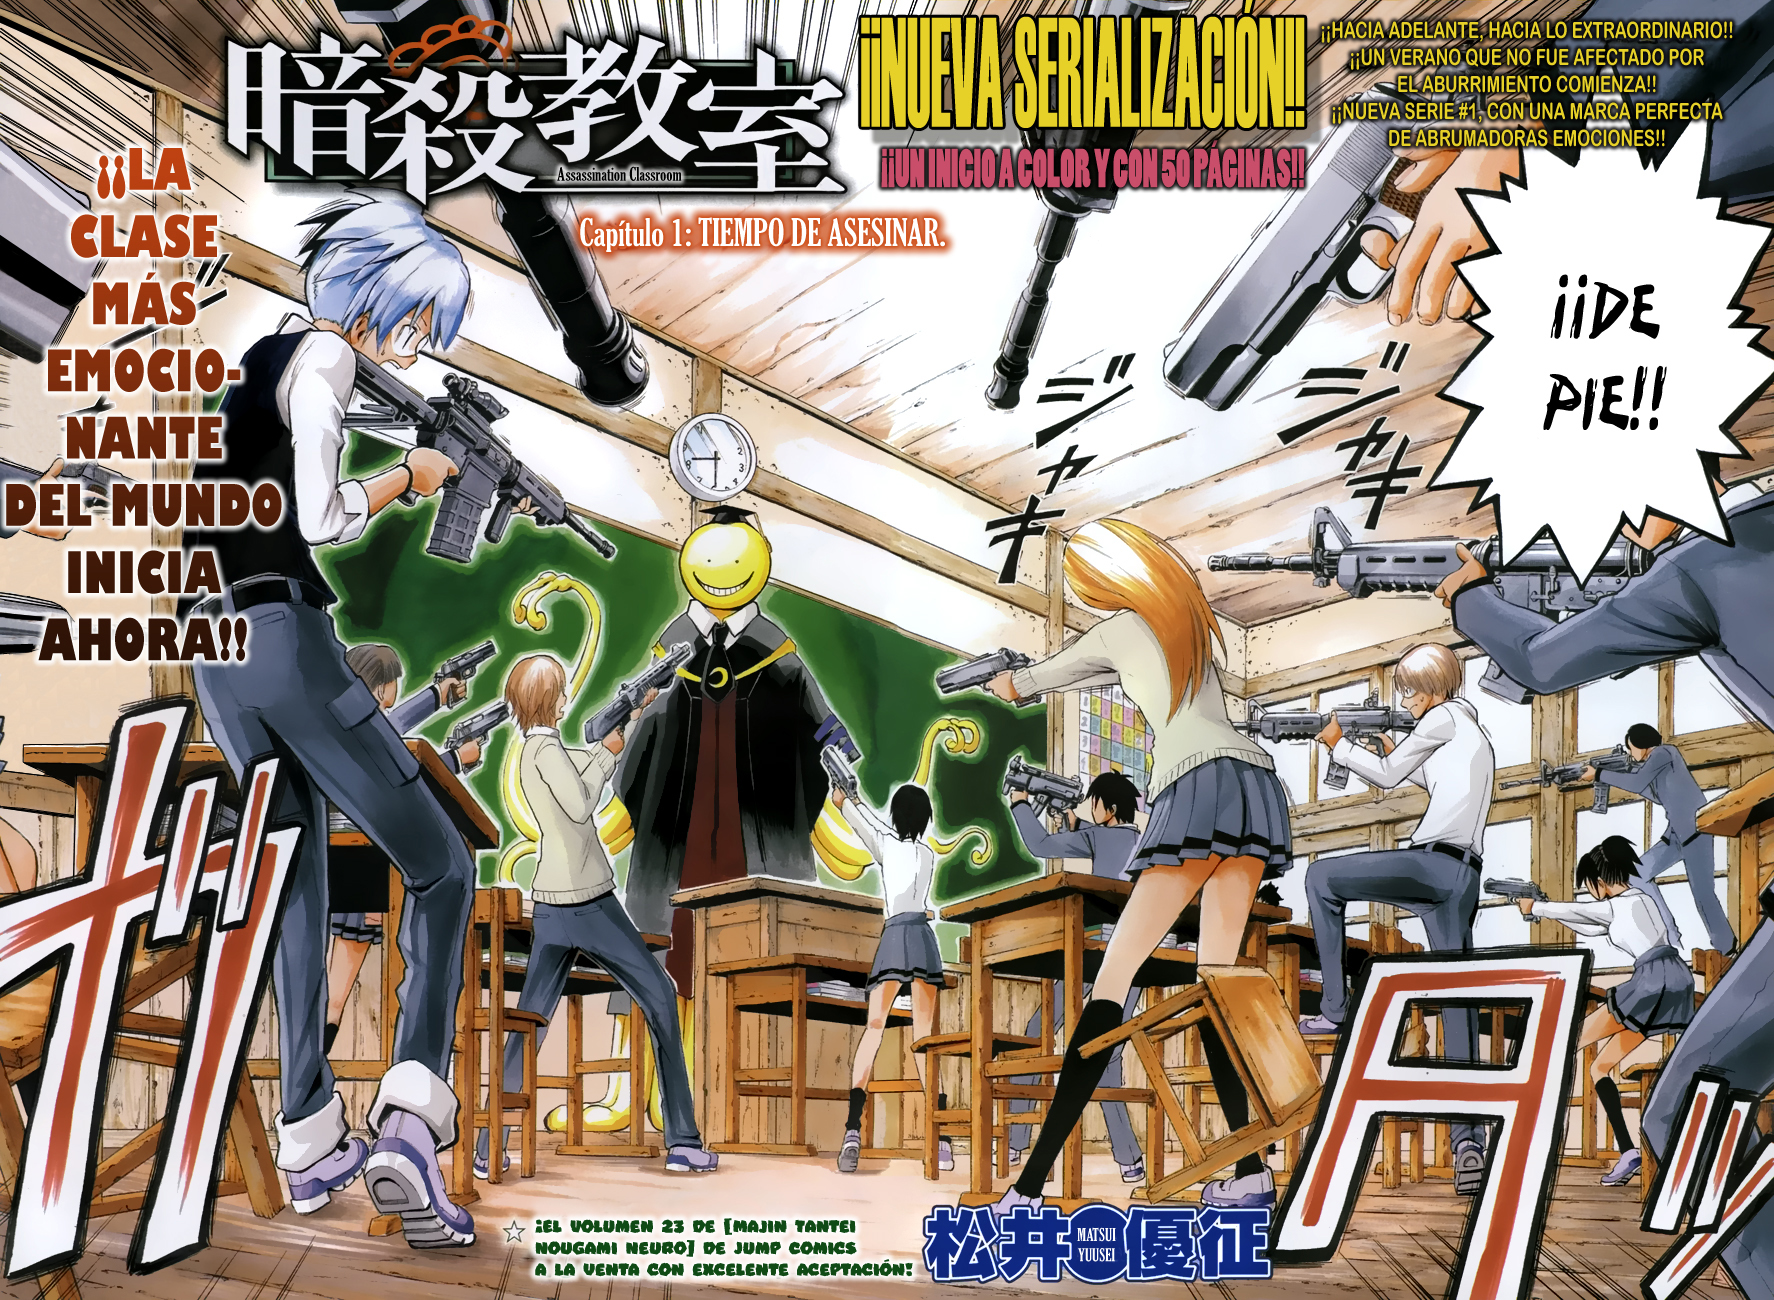 暗殺教室
Assassination Classroom
¡¡NUEVA SERIALIZACIÓN!!
¡¡UN INICIO A COLOR Y CON 50 PÁGINAS!!
¡¡HACIA ADELANTE, HACIA LO EXTRAORDINARIO!!
¡¡UN VERANO QUE NO FUE AFECTADO POR
EL ABURRIMIENTO COMIENZA!!
¡¡NUEVA SERIE #1, CON UNA MARCA PERFECTA
DE ABRUMADORAS EMOCIONES!!
Capítulo 1: TIEMPO DE ASESINAR.
¡¡LA
CLASE
MÁS
EMOCIO-
NANTE
DEL MUNDO
INICIA
AHORA!!
¡¡DE
PIE!!
ジャキ
ジャキ
ガタッ
¡EL VOLUMEN 23 DE [MAJIN TANTEI
NOUGAMI NEURO] DE JUMP COMICS
A LA VENTA CON EXCELENTE ACEPTACIÓN!
松井優征
MATSUI
YUUSEI